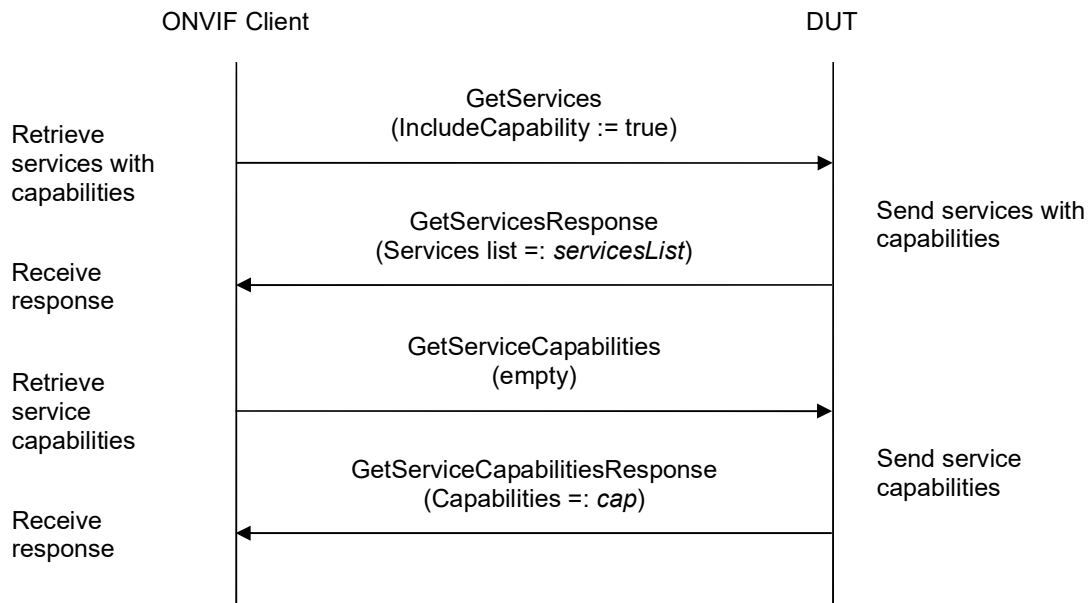 ONVIF Client
DUT
GetServices
(IncludeCapability := true)
Retrieve
services with
capabilities
GetServicesResponse
(Services list =: servicesList)
Send services with
capabilities
Receive
response
GetServiceCapabilities
(empty)
Retrieve
service
capabilities
GetServiceCapabilitiesResponse
(Capabilities =: cap)
Send service
capabilities
Receive
response